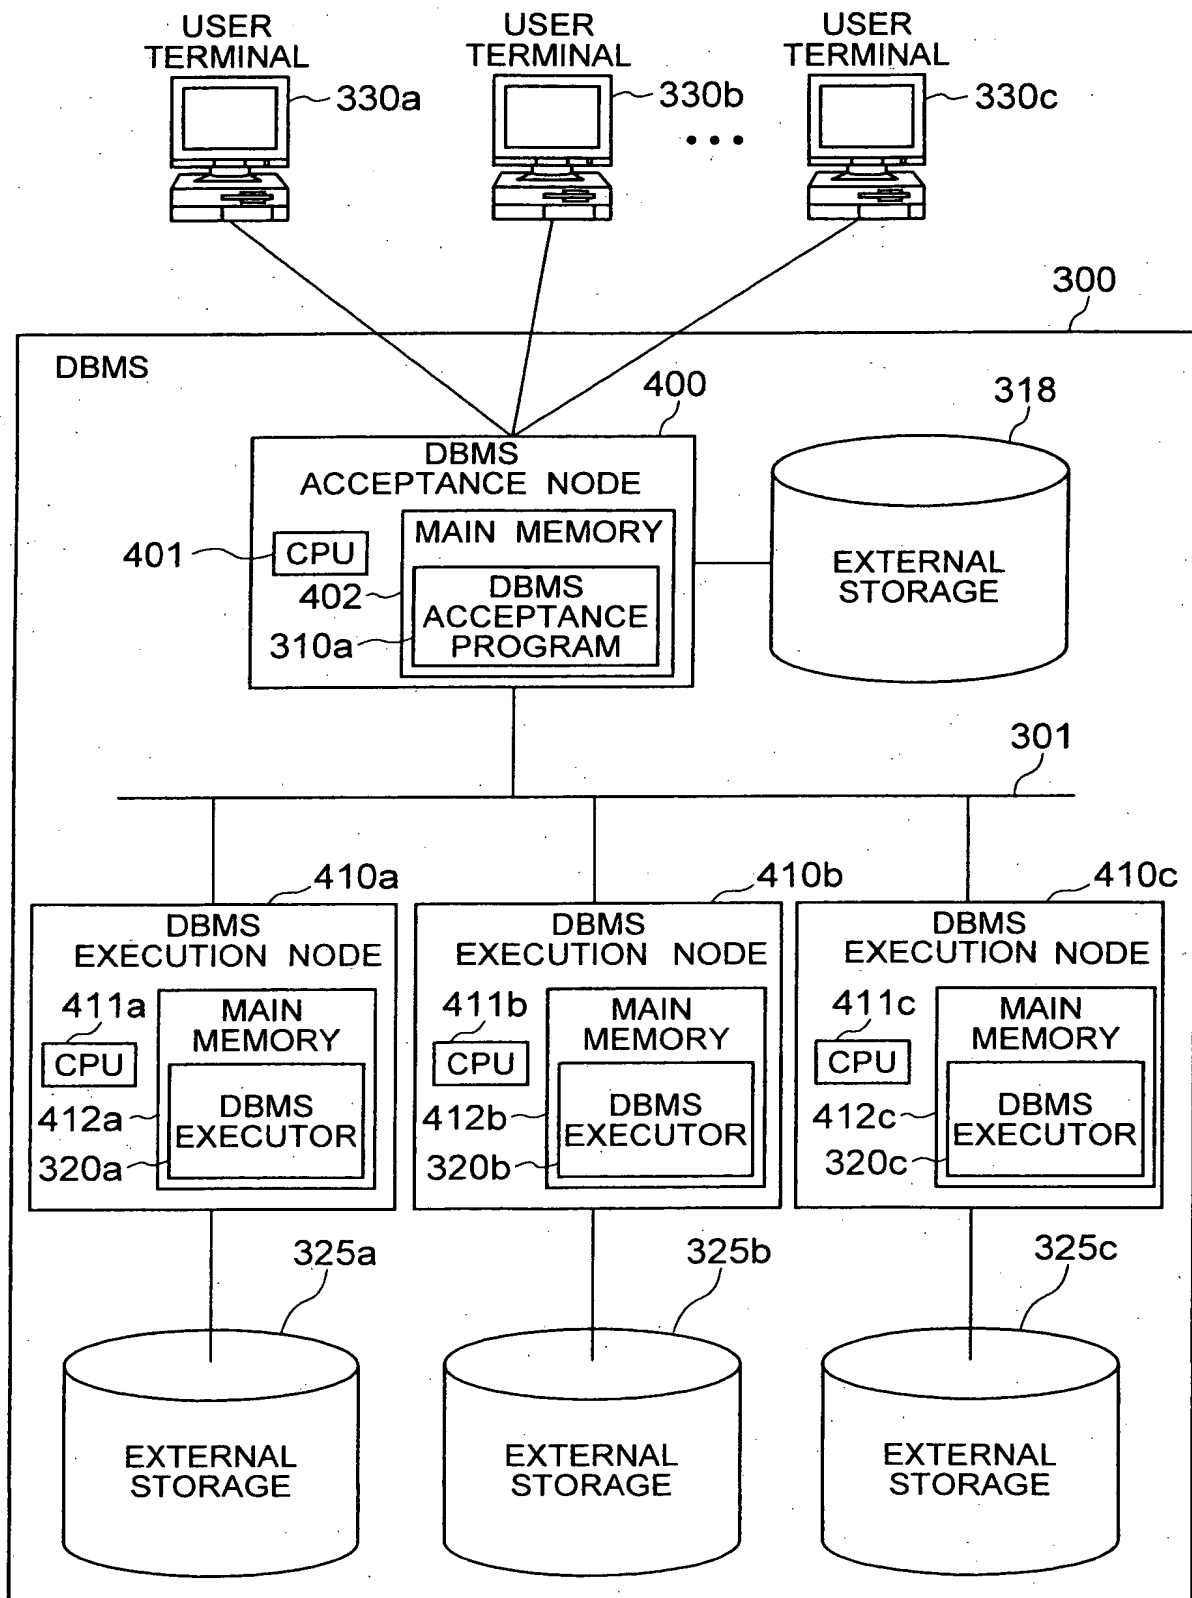 USER
TERMINAL
330a
USER
TERMINAL
330b
• • •
USER
TERMINAL
330c
300
DBMS
400
DBMS
ACCEPTANCE NODE
401
CPU
402
MAIN MEMORY
310a
DBMS
ACCEPTANCE
PROGRAM
318
EXTERNAL
STORAGE
301
410a
DBMS
EXECUTION NODE
411a
CPU
MAIN
MEMORY
412a
DBMS
EXECUTOR
320a
410b
DBMS
EXECUTION NODE
411b
CPU
MAIN
MEMORY
412b
DBMS
EXECUTOR
320b
410c
DBMS
EXECUTION NODE
411c
CPU
MAIN
MEMORY
412c
DBMS
EXECUTOR
320c
325a
EXTERNAL
STORAGE
325b
EXTERNAL
STORAGE
325c
EXTERNAL
STORAGE